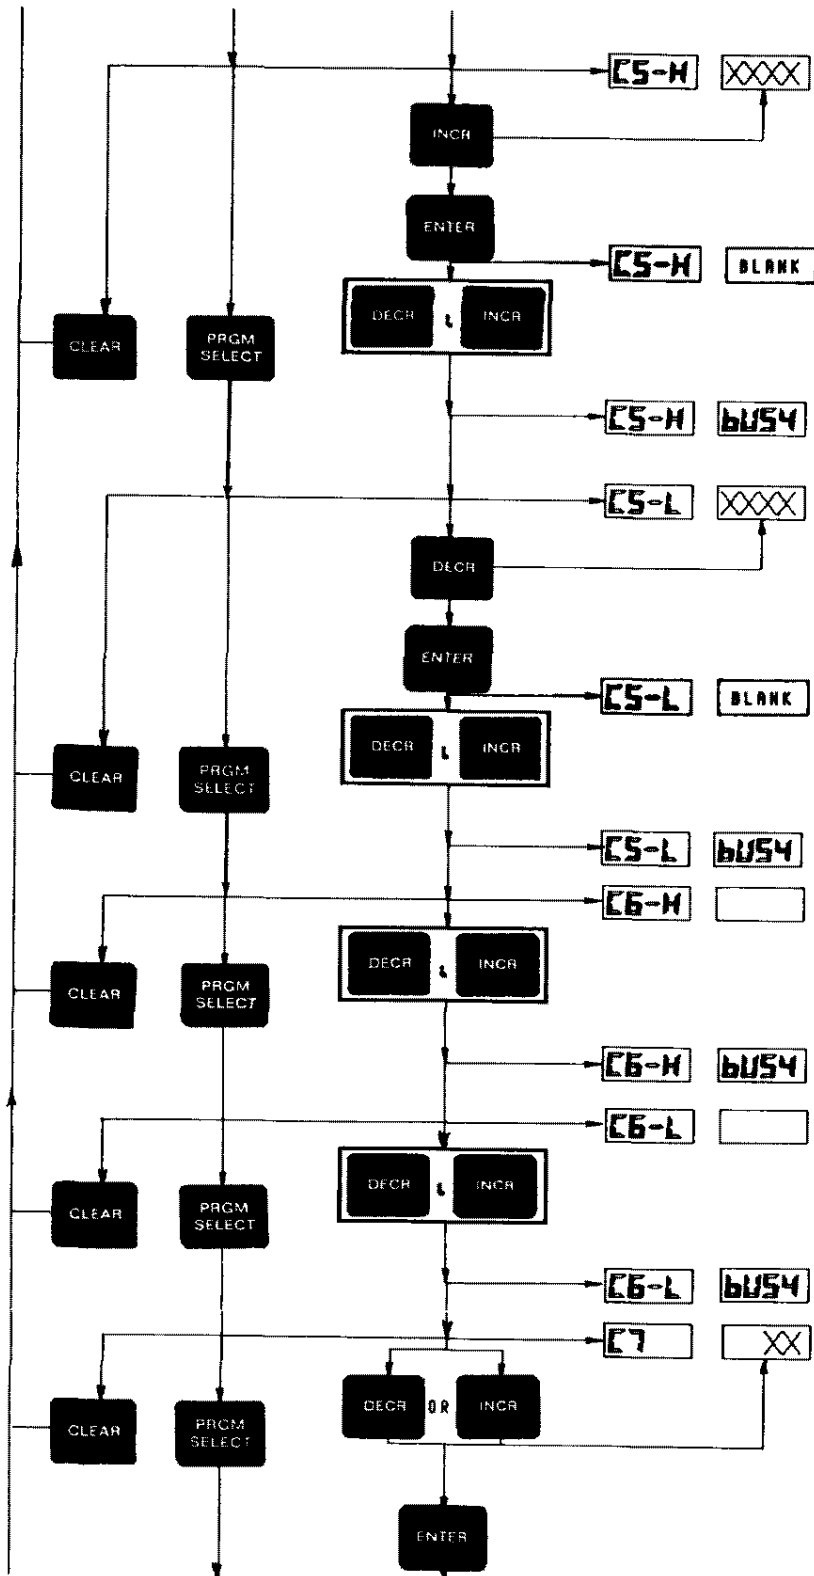 C5-H XXXX
INCR
ENTER
C5-H BLANK
DECR & INCR
CLEAR PRGM SELECT
C5-H bUSY
C5-L XXXX
DECR
ENTER
C5-L BLANK
DECR & INCR
CLEAR PRGM SELECT
C5-L bUSY
C6-H
DECR & INCR
CLEAR PRGM SELECT
C6-H bUSY
C6-L
DECR & INCR
CLEAR PRGM SELECT
C6-L bUSY
C7 XX
DECR OR INCR
CLEAR PRGM SELECT
ENTER